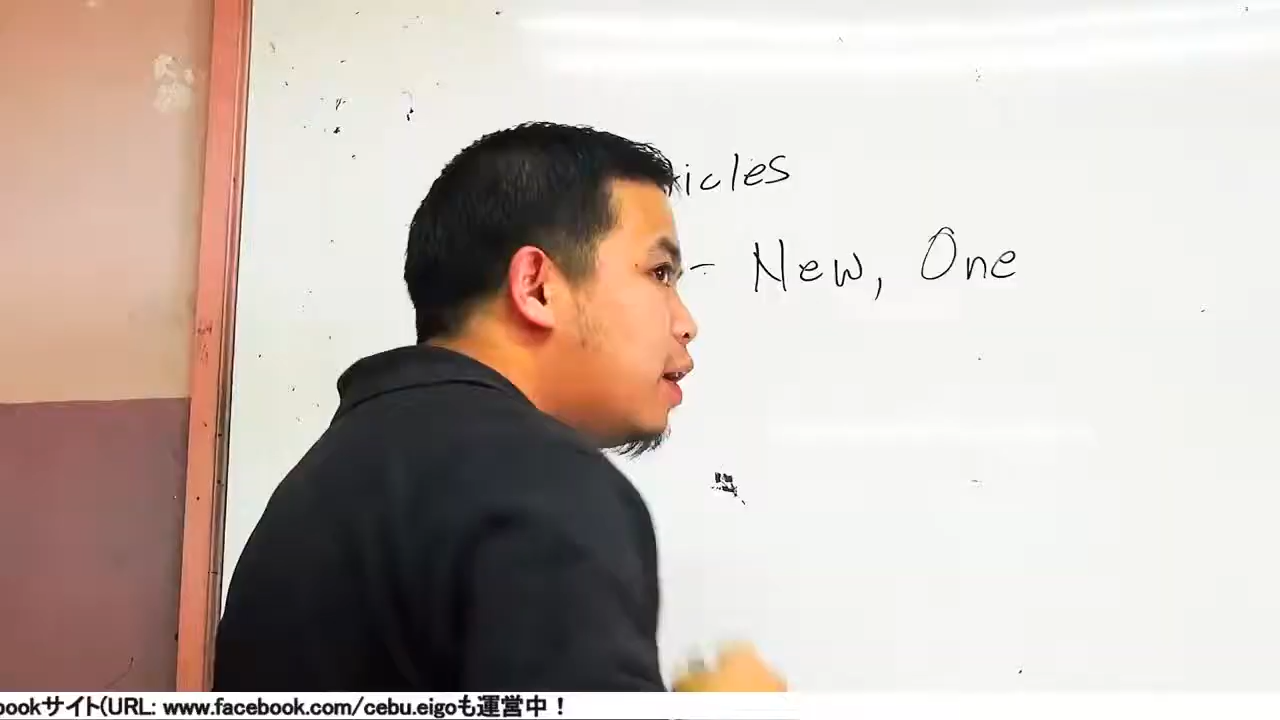 icles
- New, One
bookサイト(URL: www.facebook.com/cebu.eigoも運営中！